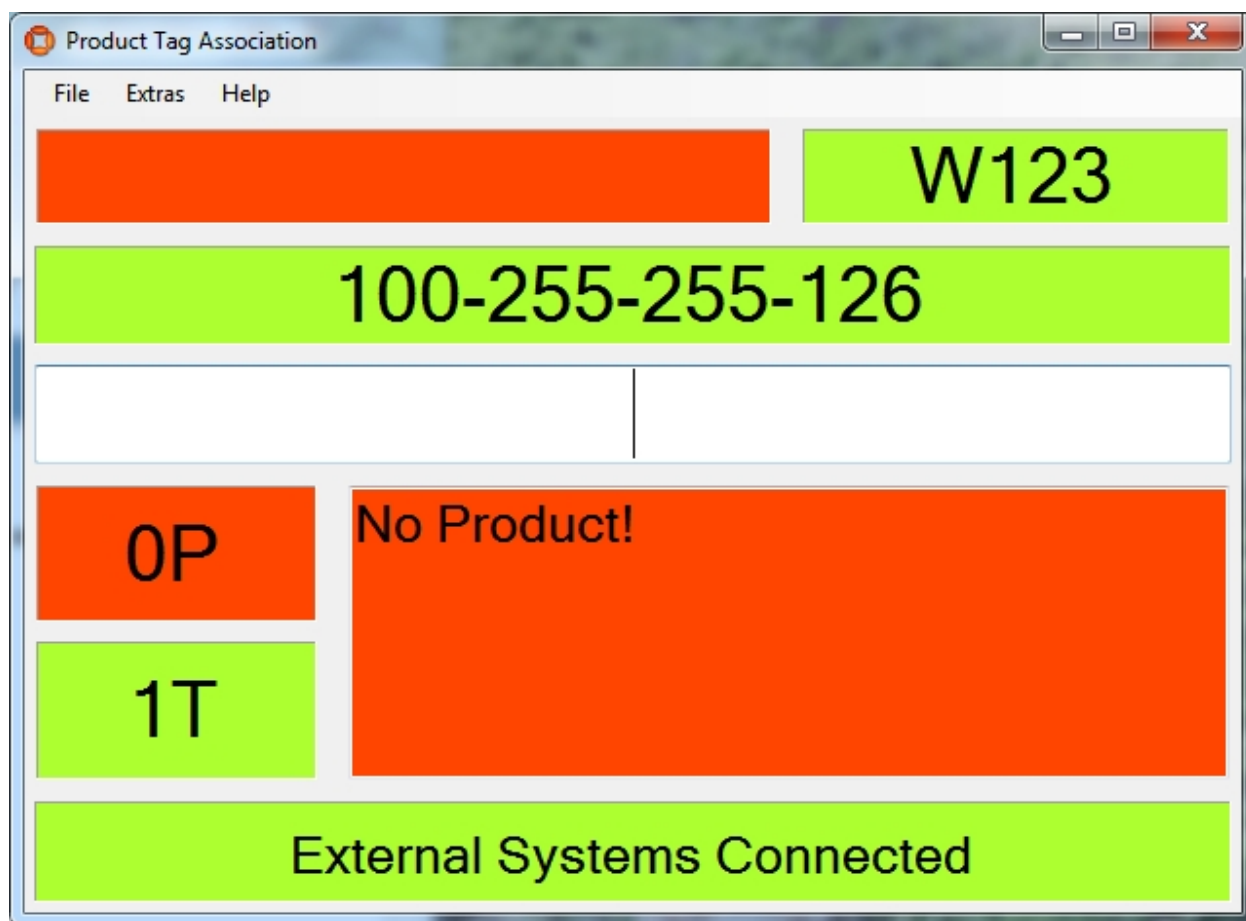 Product Tag Association
File Extras Help
W123
100-255-255-126
0P
No Product!
1T
External Systems Connected